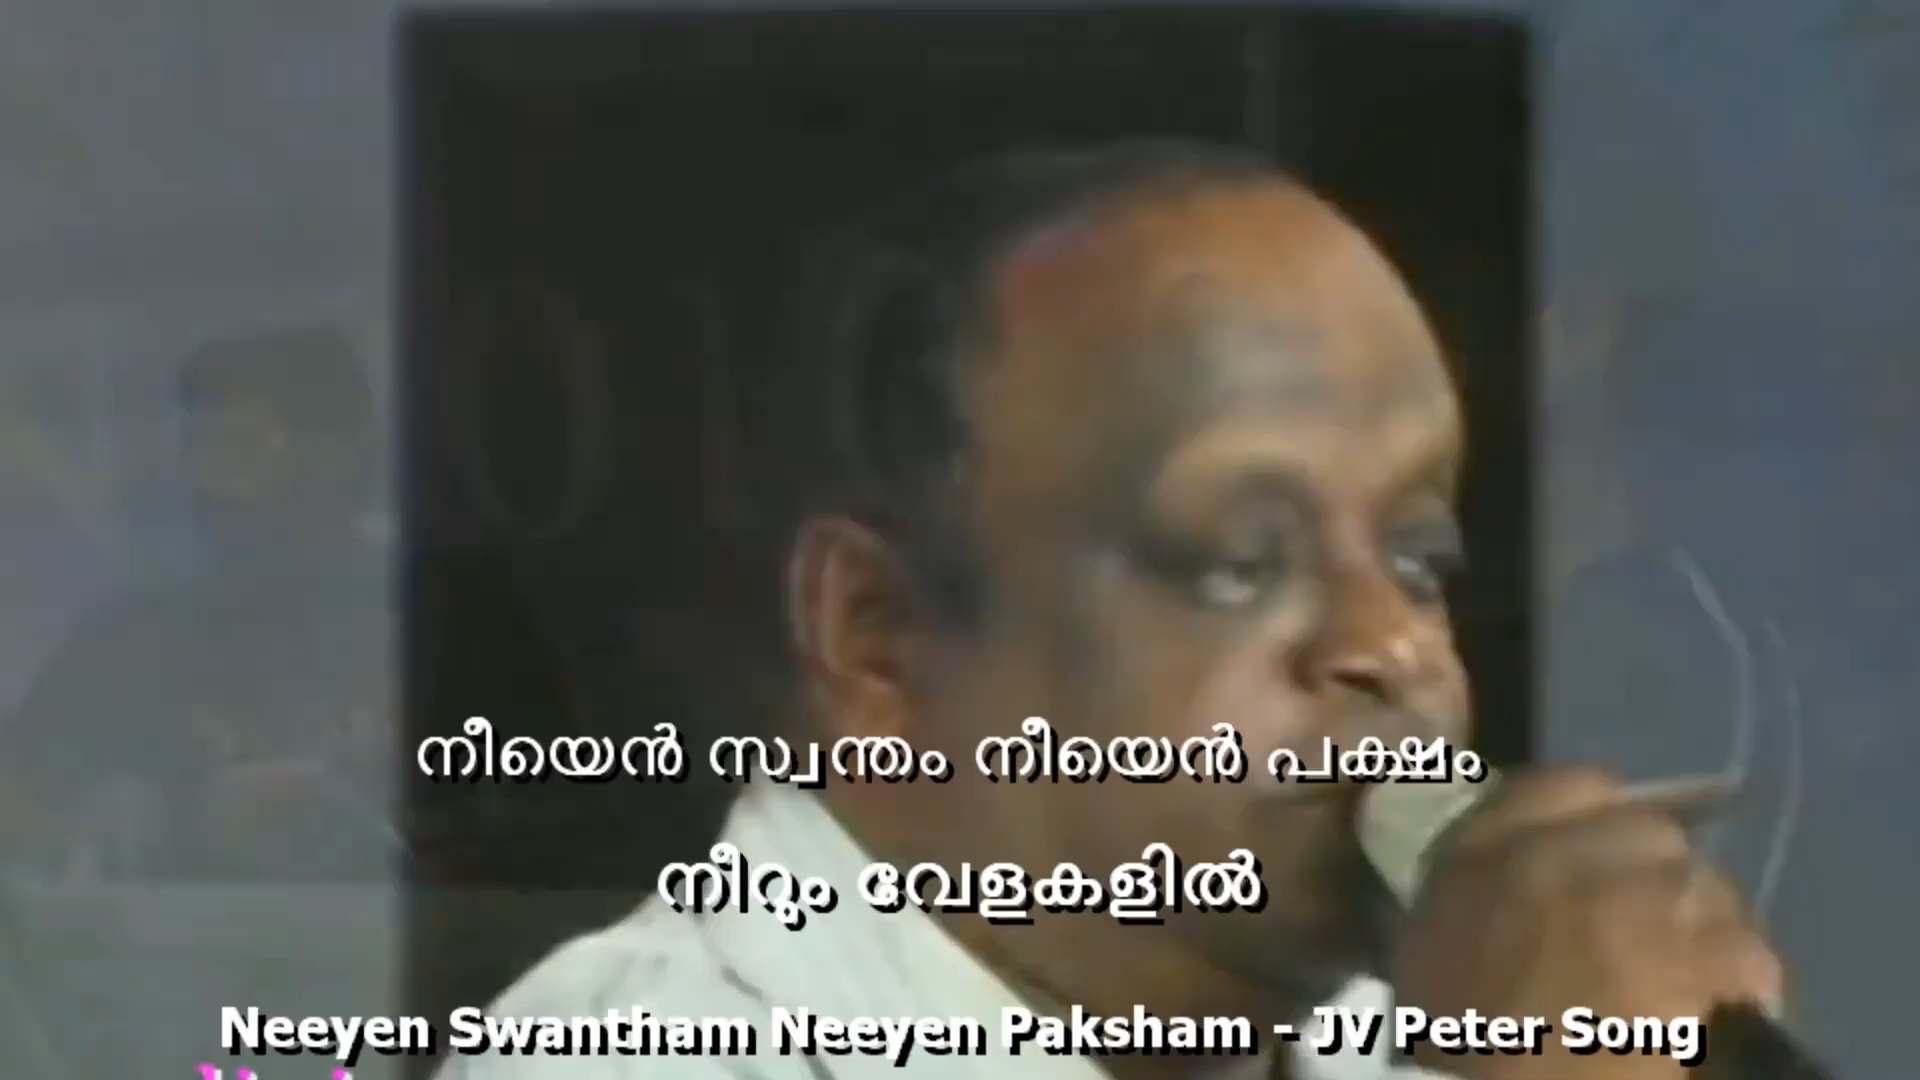 നീയെൻ സ്വന്തം നീയെൻ പക്ഷം
നീറും വേളകളിൽ
Neeyen Swantham Neeyen Paksham - JV Peter Song